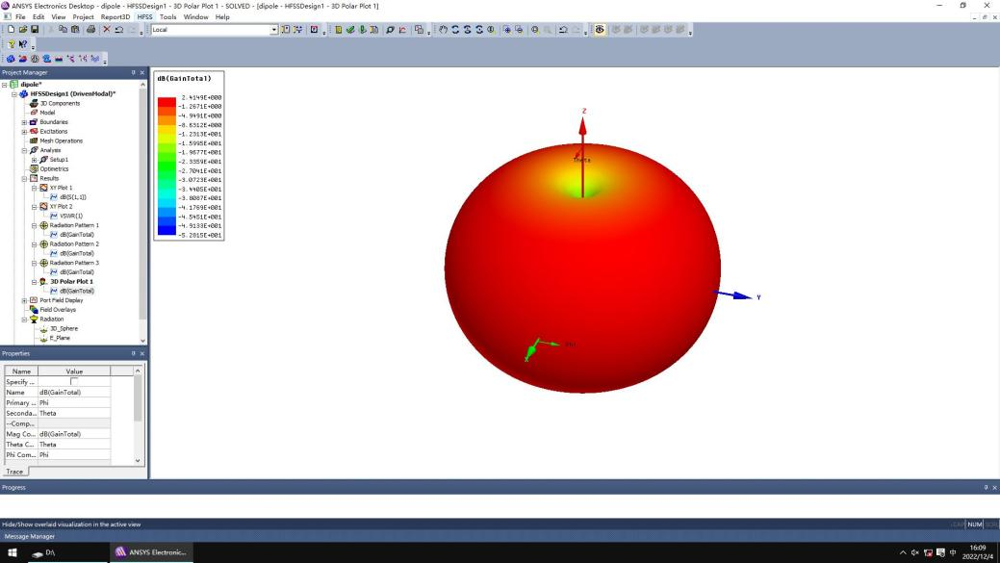 ANSYS Electronics Desktop - dipole - HFSSDesign1 - 3D Polar Plot 1 - SOLVED - [dipole - HFSSDesign1 - 3D Polar Plot 1]
File Edit View Project Report3D HFSS Tools Window Help
Local
Project Manager
dipole*
HFSSDesign1 (DrivenModal)*
3D Components
Model
Boundaries
Excitations
Mesh Operations
Analysis
Setup1
Optimetrics
Results
XY Plot 1
dB(S(1,1))
XY Plot 2
VSWR(1)
Radiation Pattern 1
dB(GainTotal)
Radiation Pattern 2
dB(GainTotal)
Radiation Pattern 3
dB(GainTotal)
3D Polar Plot 1
dB(GainTotal)
Port Field Display
Field Overlays
Radiation
3D_Sphere
E_Plane
Properties
Name Value
Specify ...
Name dB(GainTotal)
Primary ... Phi
Seconda... Theta
--Comp...
Mag Co... dB(GainTotal)
Theta C... Theta
Phi Com... Phi
Trace
dB(GainTotal)
2.4149E+000
-1.2671E+000
-4.9491E+000
-8.6312E+000
-1.2313E+001
-1.5995E+001
-1.9677E+001
-2.3359E+001
-2.7041E+001
-3.0723E+001
-3.4405E+001
-3.8087E+001
-4.1769E+001
-4.5451E+001
-4.9133E+001
-5.2815E+001
Z
Theta
Y
Phi
X
Progress
Hide/Show overlaid visualization in the active view
NUM
Message Manager
D:\
ANSYS Electronic...
中
16:09
2022/12/4